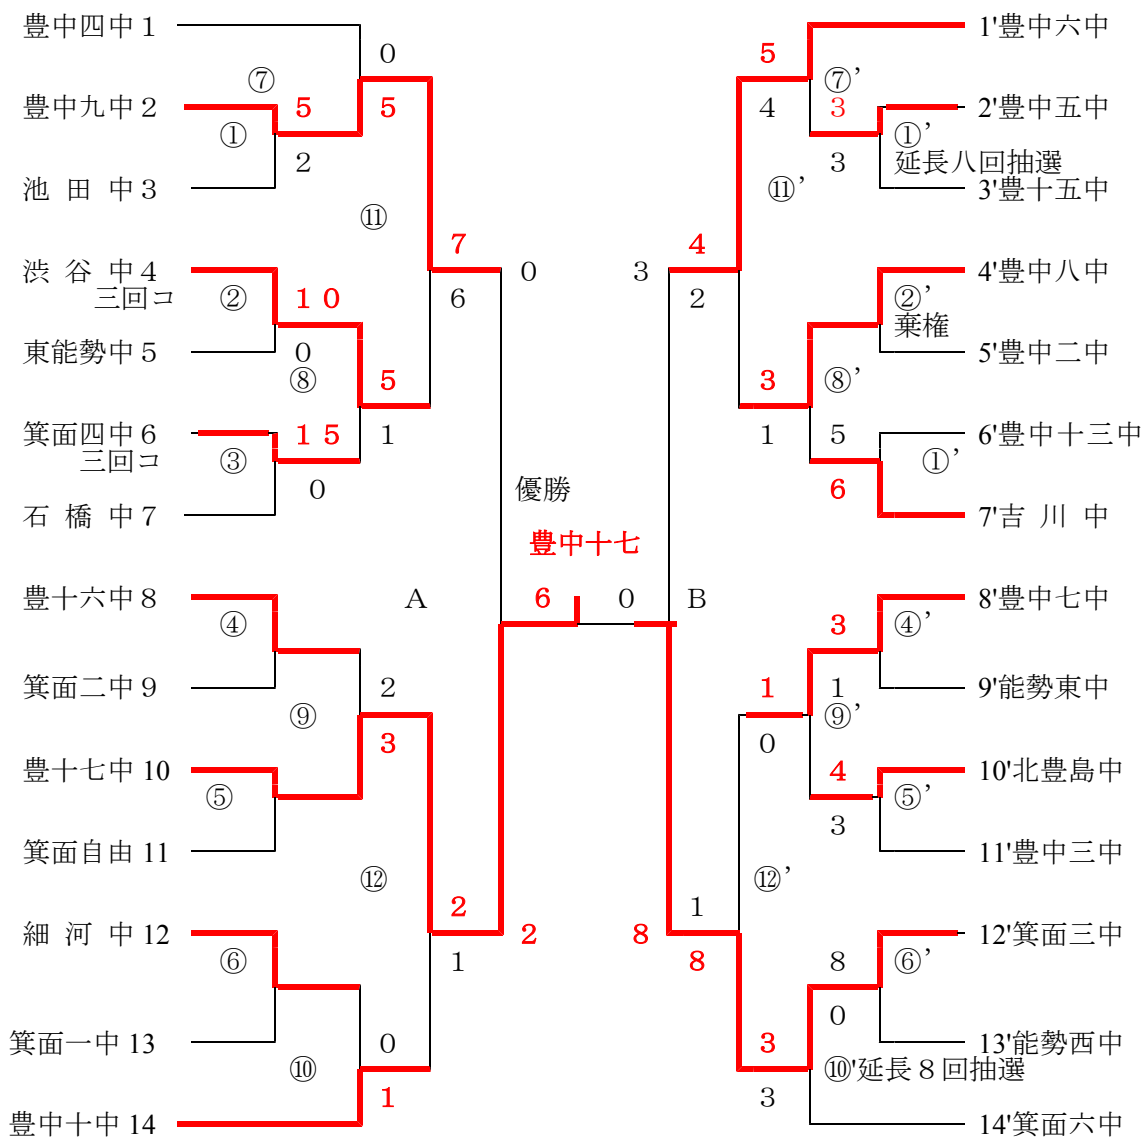 豊中四中 1
0
5
1'豊中六中
⑦
5
5
4
⑦’
3
豊中九中 2
①
2
①’
2'豊中五中
3
延長八回抽選
池 田 中 3
⑪
⑪’
3'豊十五中
7
0
3
4
渋 谷 中 4
三回コ
②
1 0
6
2
②’
4'豊中八中
棄権
東能勢中 5
0
5'豊中二中
⑧
5
3
⑧’
箕面四中 6
三回コ
③
1 5
1
1
5
①’
6'豊中十三中
0
6
石 橋 中 7
優勝
7'吉 川 中
豊中十七
豊十六中 8
④
A
6
0
B
3
④’
8'豊中七中
箕面二中 9
2
1
1
9'能勢東中
⑨
3
0
⑨’
豊十七中 10
⑤
4
⑤’
10'北豊島中
3
箕面自由 11
11'豊中三中
⑫
⑫’
2
1
細 河 中 12
2
8
12'箕面三中
⑥
1
8
8
⑥’
0
箕面一中 13
0
3
13'能勢西中
⑩
⑩'延長８回抽選
1
3
豊中十中 14
14'箕面六中